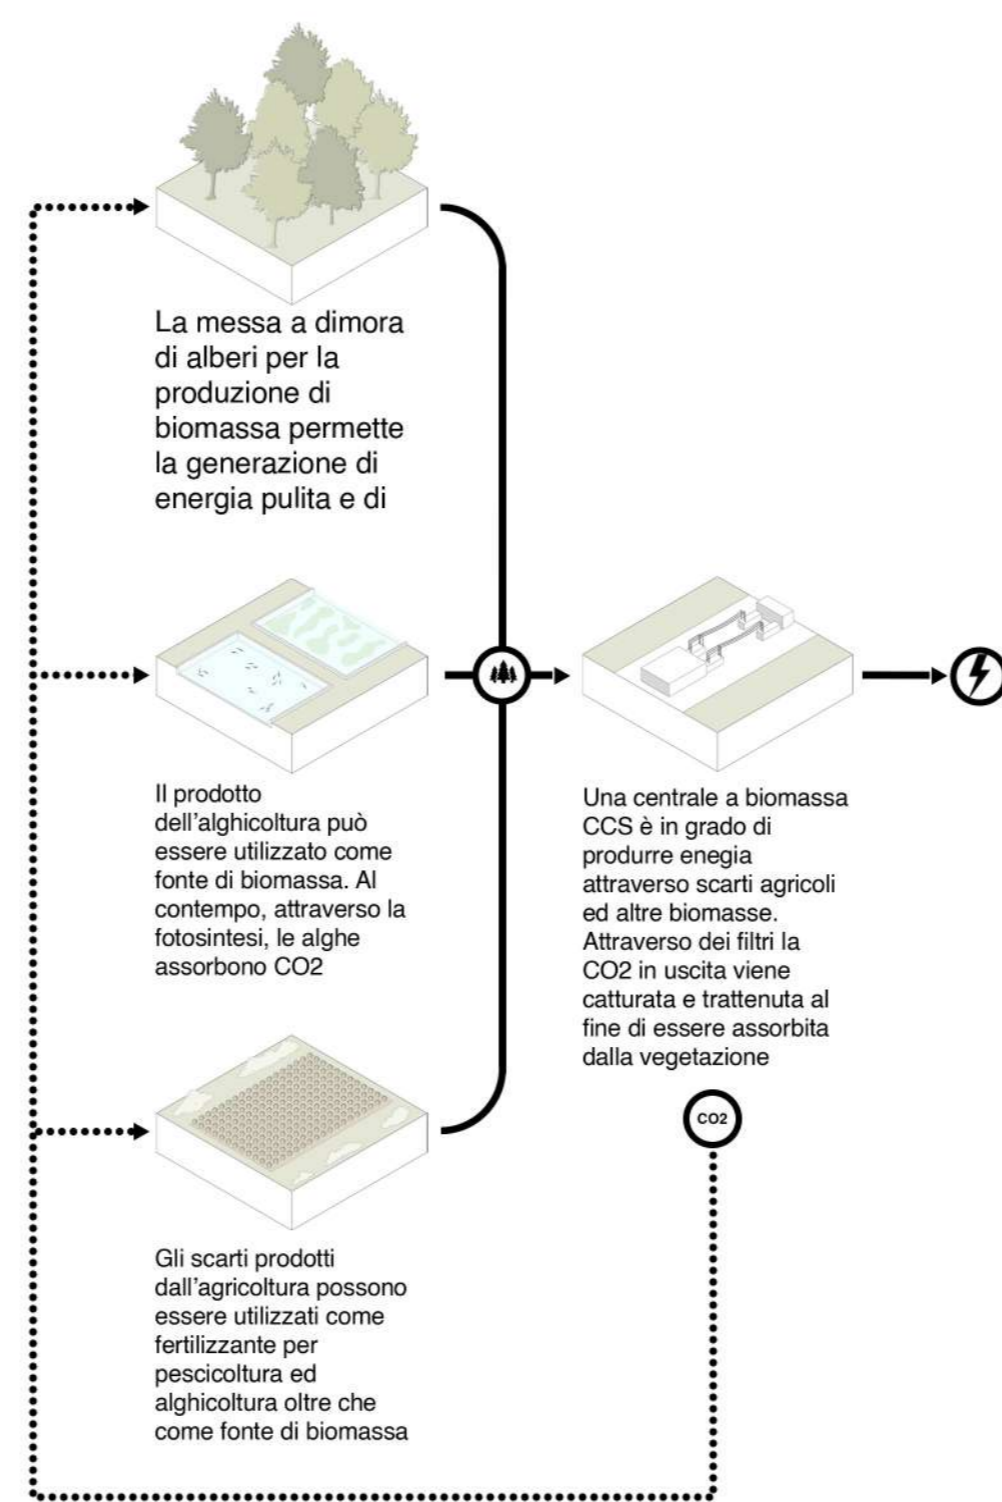 La messa a dimora
di alberi per la
produzione di
biomassa permette
la generazione di
energia pulita e di
Il prodotto
dell'alghicoltura può
essere utilizzato come
fonte di biomassa. Al
contempo, attraverso la
fotosintesi, le alghe
assorbono CO2
Una centrale a biomassa
CCS è in grado di
produrre enegia
attraverso scarti agricoli
ed altre biomasse.
Attraverso dei filtri la
CO2 in uscita viene
catturata e trattenuta al
fine di essere assorbita
dalla vegetazione
CO2
Gli scarti prodotti
dall'agricoltura possono
essere utilizzati come
fertilizzante per
pescicoltura ed
alghicoltura oltre che
come fonte di biomassa